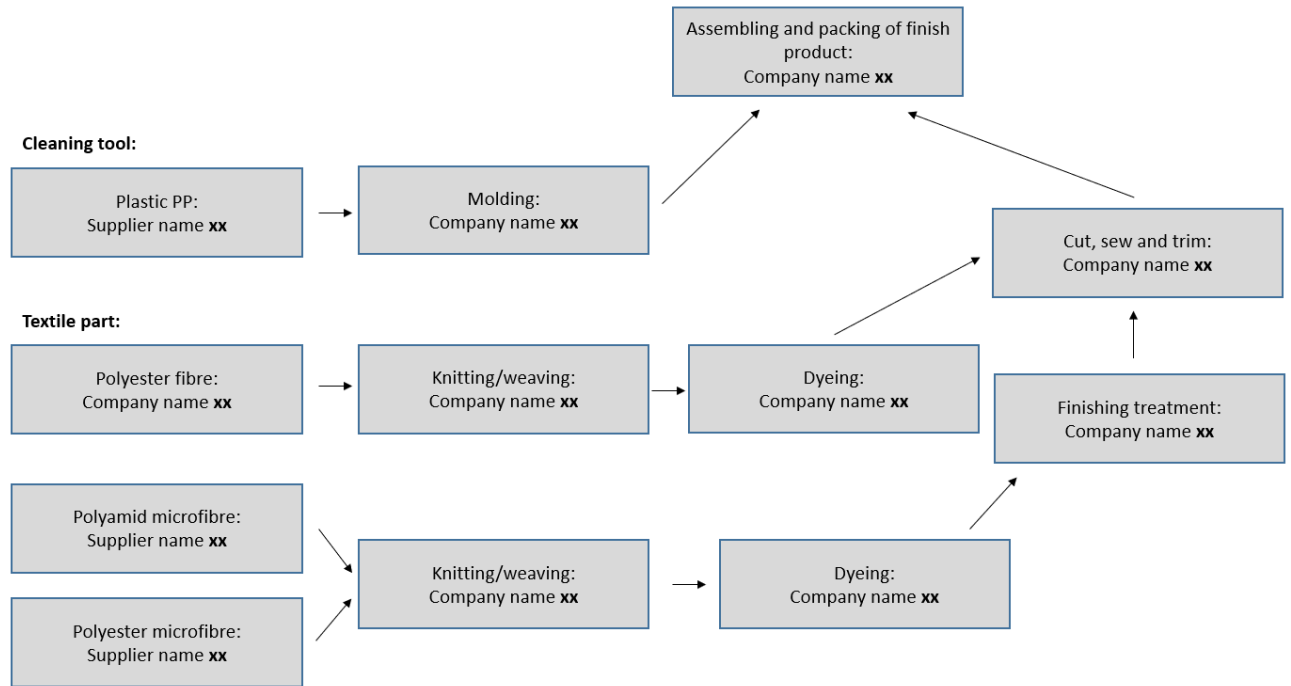 Assembling and packing of finish
product:
Company name xx
Cleaning tool:
Plastic PP:
Supplier name xx
Molding:
Company name xx
Cut, sew and trim:
Company name xx
Textile part:
Polyester fibre:
Company name xx
Knitting/weaving:
Company name xx
Dyeing:
Company name xx
Finishing treatment:
Company name xx
Polyamid microfibre:
Supplier name xx
Knitting/weaving:
Company name xx
Dyeing:
Company name xx
Polyester microfibre:
Supplier name xx